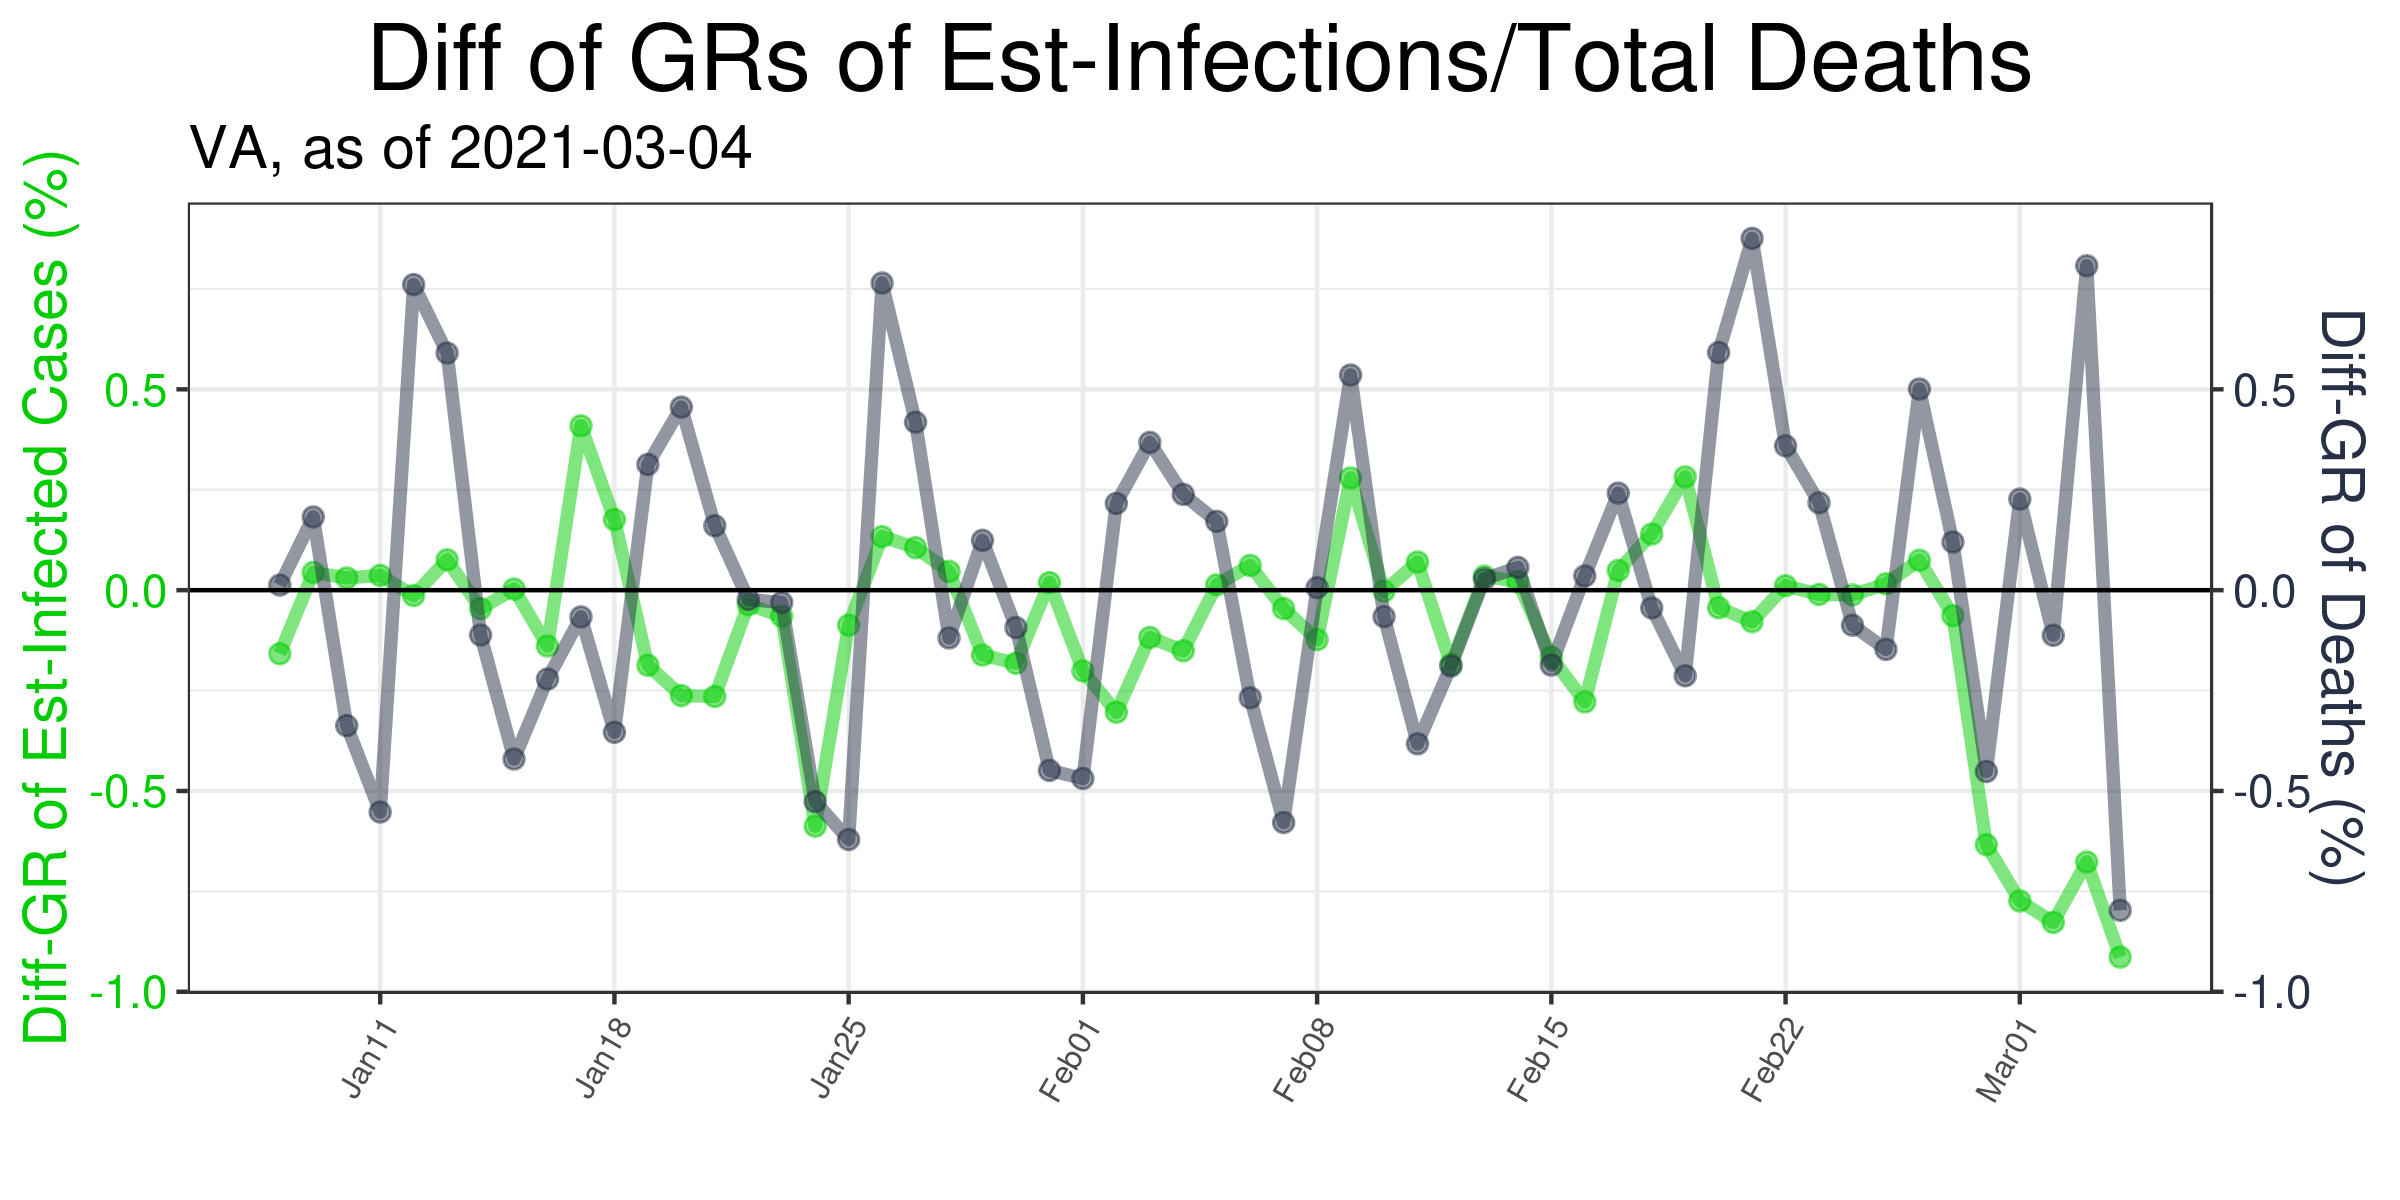 Diff of GRs of Est-Infections/Total Deaths
VA, as of 2021-03-04
Diff-GR of Est-Infected Cases (%)
0.5
0.0
-0.5
-1.0
0.5
0.0
-0.5
-1.0
Diff-GR of Deaths (%)
Jan11
Jan18
Jan25
Feb01
Feb08
Feb15
Feb22
Mar01